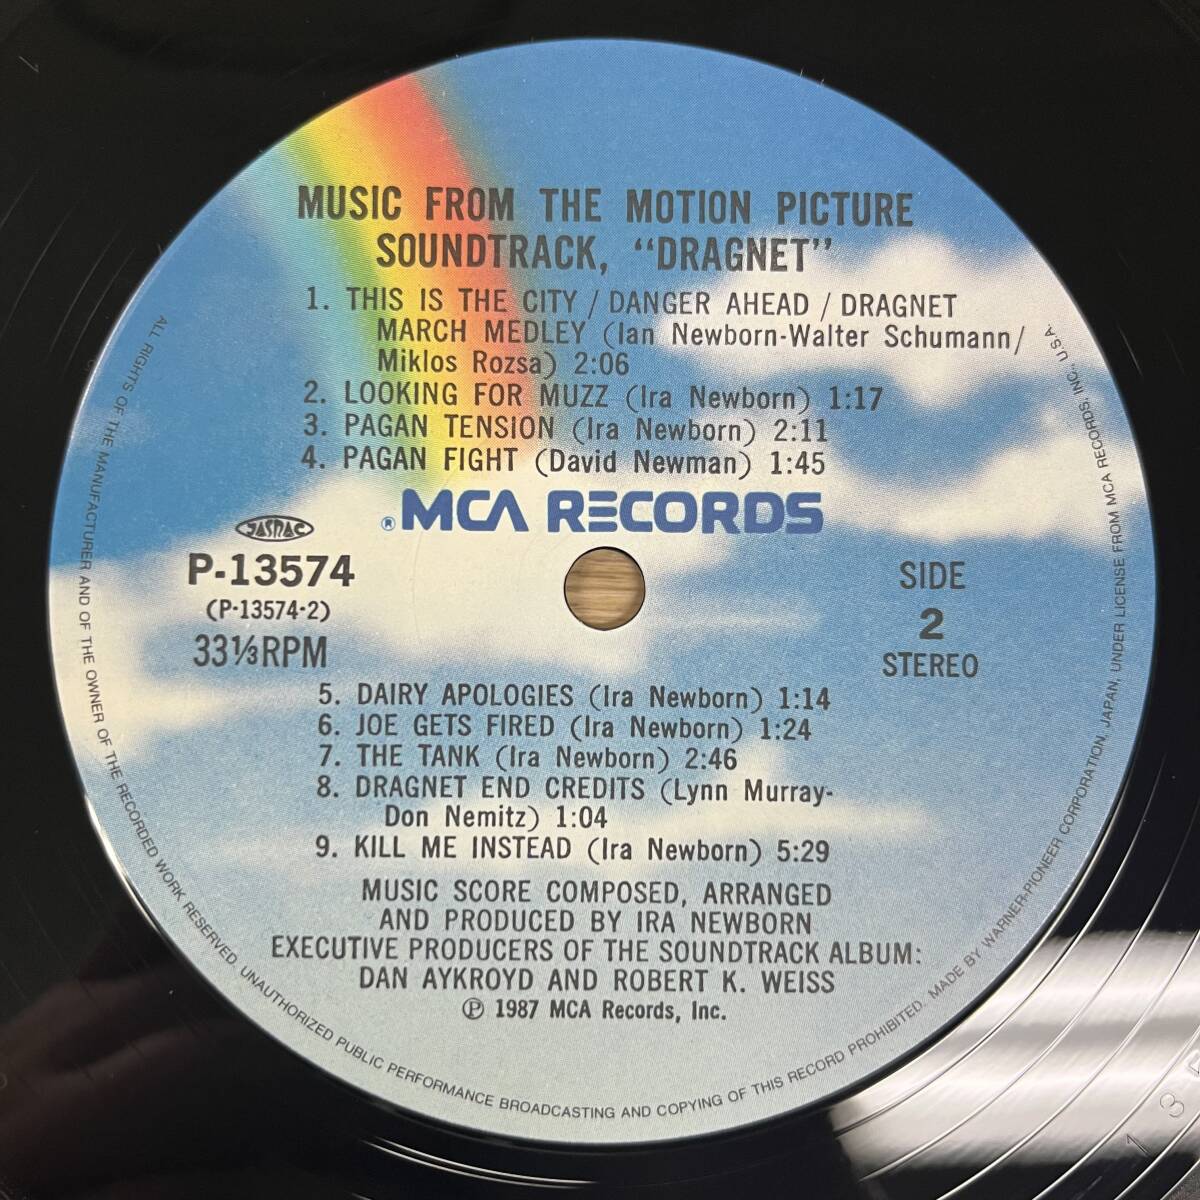 MUSIC FROM THE MOTION PICTURE
SOUNDTRACK, "DRAGNET"
1. THIS IS THE CITY / DANGER AHEAD / DRAGNET
MARCH MEDLEY (Ian Newborn-Walter Schumann/
Miklos Rozsa) 2:06
2. LOOKING FOR MUZZ (Ira Newborn) 1:17
3. PAGAN TENSION (Ira Newborn) 2:11
4. PAGAN FIGHT (David Newman) 1:45
® MCA RECORDS
JASRAC
P-13574
(P-13574-2)
33⅓RPM
SIDE
2
STEREO
5. DAIRY APOLOGIES (Ira Newborn) 1:14
6. JOE GETS FIRED (Ira Newborn) 1:24
7. THE TANK (Ira Newborn) 2:46
8. DRAGNET END CREDITS (Lynn Murray-
Don Nemitz) 1:04
9. KILL ME INSTEAD (Ira Newborn) 5:29
MUSIC SCORE COMPOSED, ARRANGED
AND PRODUCED BY IRA NEWBORN
EXECUTIVE PRODUCERS OF THE SOUNDTRACK ALBUM:
DAN AYKROYD AND ROBERT K. WEISS
℗ 1987 MCA Records, Inc.
ALL RIGHTS OF THE MANUFACTURER AND OF THE OWNER OF THE RECORDED WORK RESERVED. UNAUTHORIZED PUBLIC PERFORMANCE BROADCASTING AND COPYING OF THIS RECORD PROHIBITED. MADE BY WARNER-PIONEER CORPORATION, JAPAN, UNDER LICENSE FROM MCA RECORDS, INC., U.S.A.